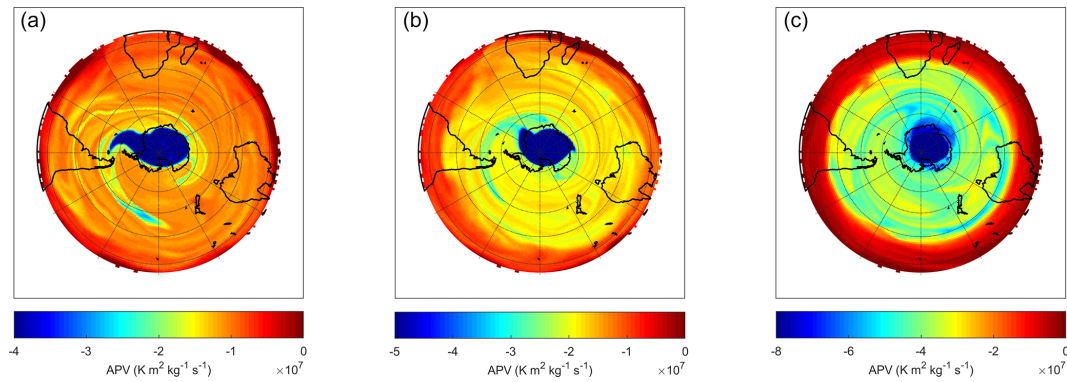 (a)
(b)
(c)
-4 -3 -2 -1 0
-5 -4 -3 -2 -1 0
-8 -6 -4 -2 0
APV (K m² kg⁻¹ s⁻¹) ×10⁷
APV (K m² kg⁻¹ s⁻¹) ×10⁷
APV (K m² kg⁻¹ s⁻¹) ×10⁷